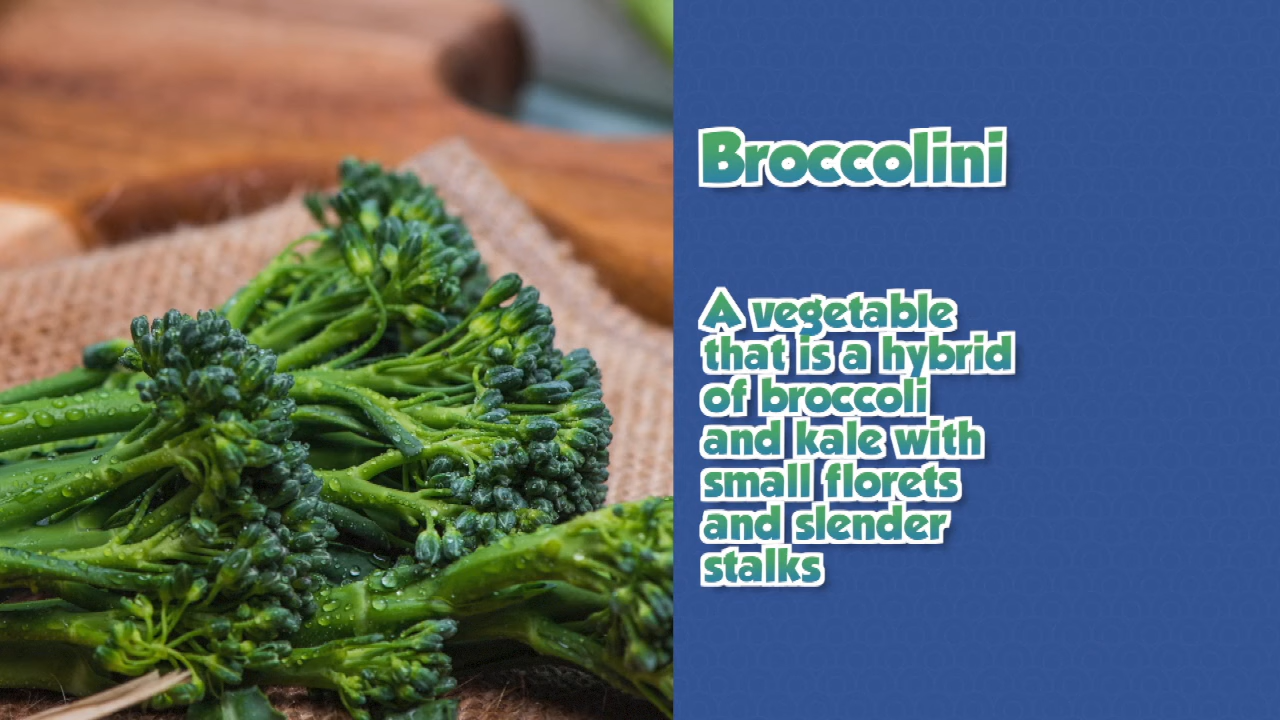 Broccolini
A vegetable
that is a hybrid
of broccoli
and kale with
small florets
and slender
stalks